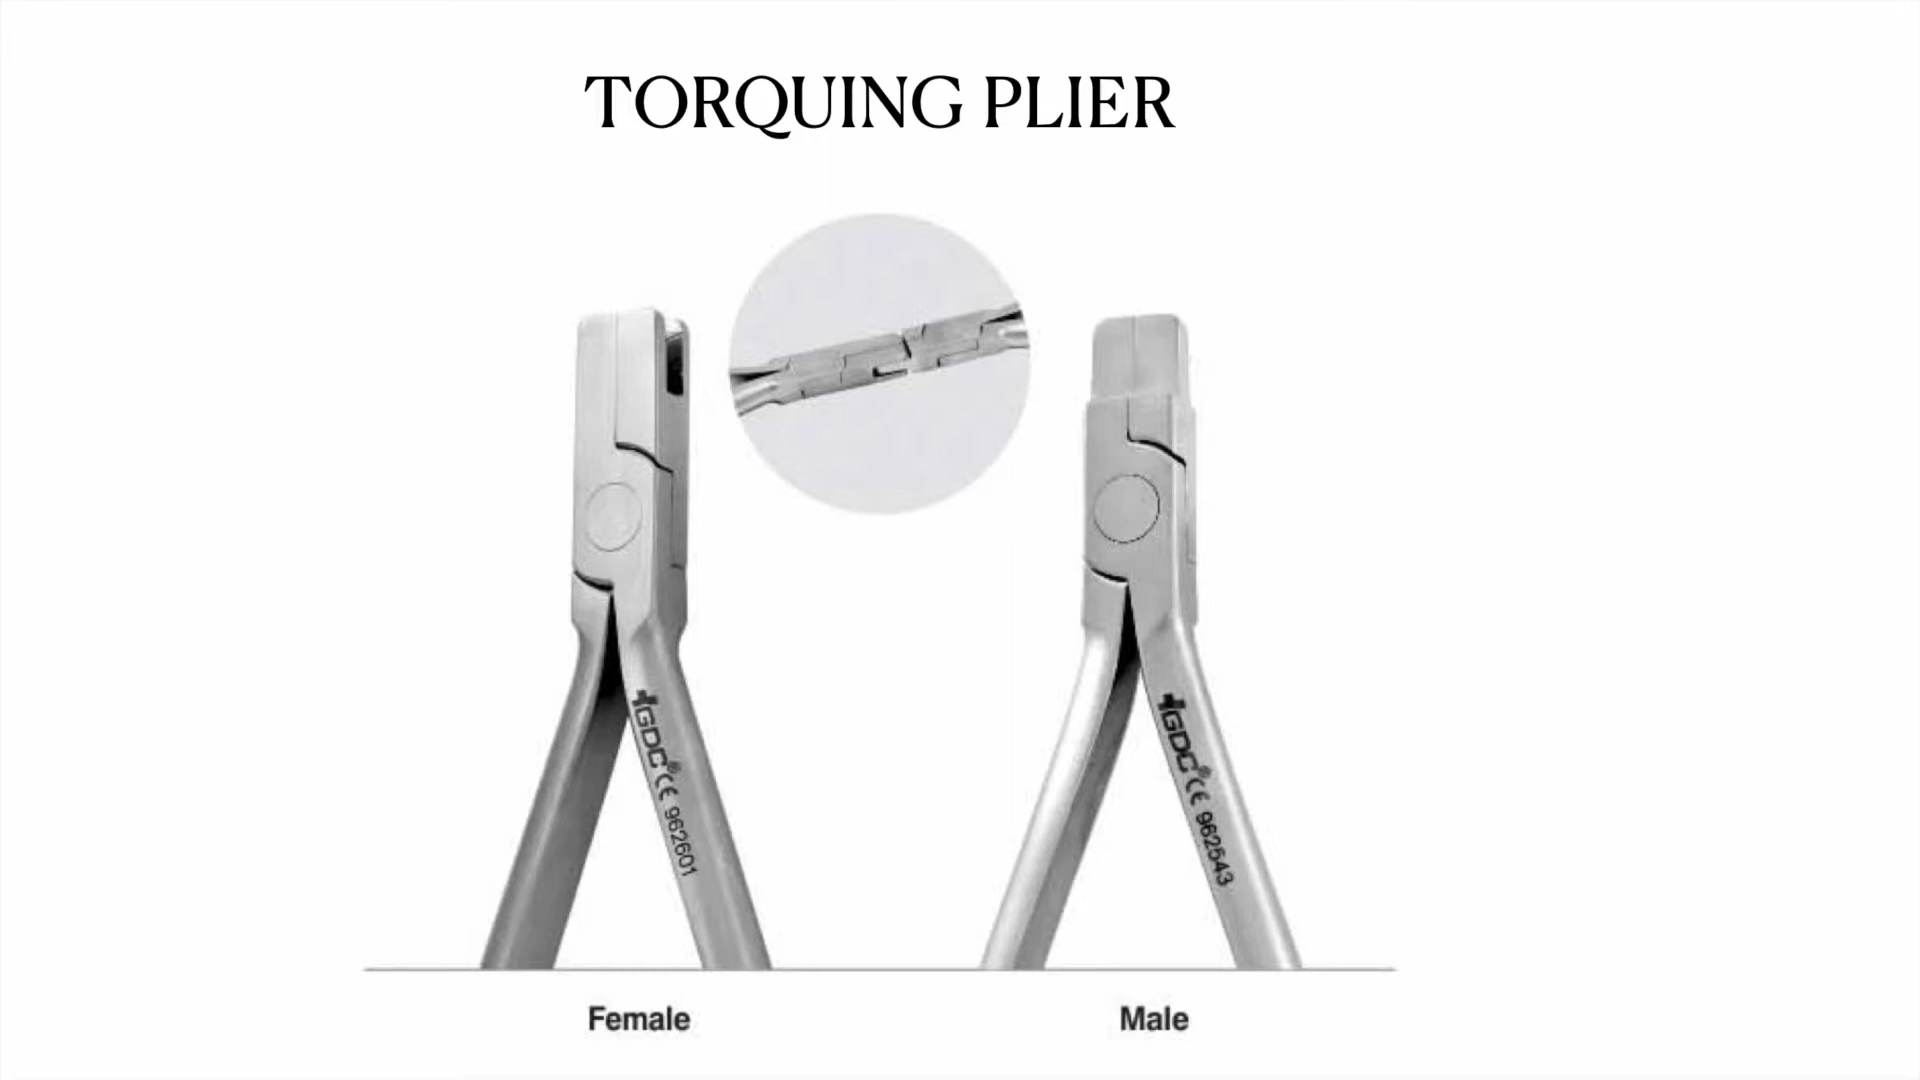 TORQUING PLIER
GDC® CE 962601
GDC® CE 962543
Female
Male